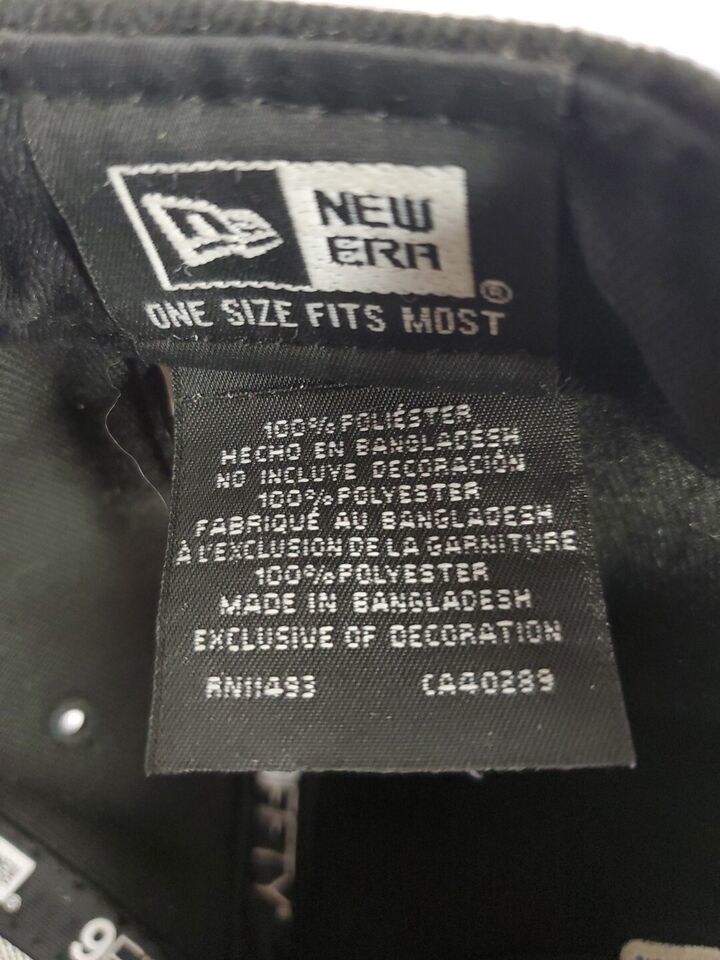 NEW
ERA
®
ONE SIZE FITS MOST
100% POLIÉSTER
HECHO EN BANGLADESH
NO INCLUYE DECORACIÓN
100% POLYESTER
FABRIQUÉ AU BANGLADESH
À L'EXCLUSION DE LA GARNITURE
100% POLYESTER
MADE IN BANGLADESH
EXCLUSIVE OF DECORATION
RN11493 CA40289